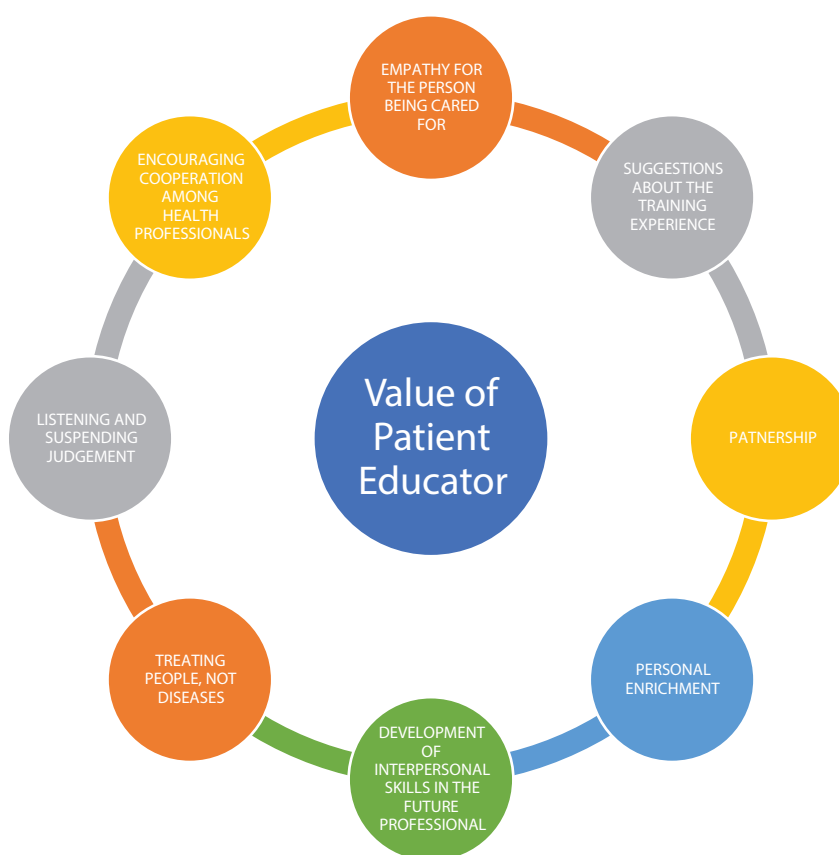 EMPATHY FOR
THE PERSON
BEING CARED
FOR
SUGGESTIONS
ABOUT THE
TRAINING
EXPERIENCE
PATNERSHIP
PERSONAL
ENRICHMENT
DEVELOPMENT
OF
INTERPERSONAL
SKILLS IN THE
FUTURE
PROFESSIONAL
TREATING
PEOPLE, NOT
DISEASES
LISTENING AND
SUSPENDING
JUDGEMENT
ENCOURAGING
COOPERATION
AMONG
HEALTH
PROFESSIONALS
Value of
Patient
Educator